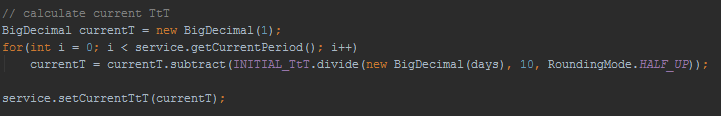 // calculate current TtT
BigDecimal currentT = new BigDecimal(1);
for(int i = 0; i < service.getCurrentPeriod(); i++)
currentT = currentT.subtract(INITIAL_TtT.divide(new BigDecimal(days), 10, RoundingMode.HALF_UP));
service.setCurrentTtT(currentT);